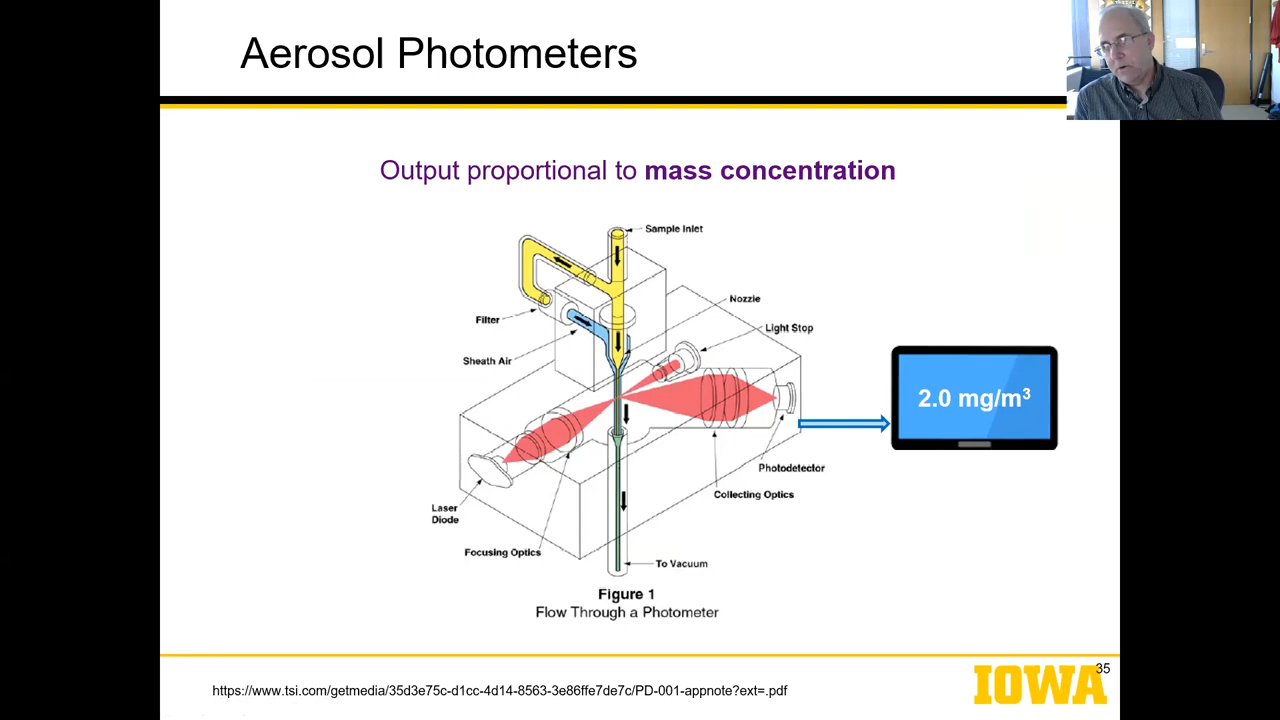 Aerosol Photometers
Output proportional to mass concentration
Sample Inlet
Nozzle
Filter
Light Stop
Sheath Air
2.0 mg/m³
Photodetector
Collecting Optics
Laser
Diode
Focusing Optics
To Vacuum
Figure 1
Flow Through a Photometer
35
IOWA
https://www.tsi.com/getmedia/35d3e75c-d1cc-4d14-8563-3e86ffe7de7c/PD-001-appnote?ext=.pdf